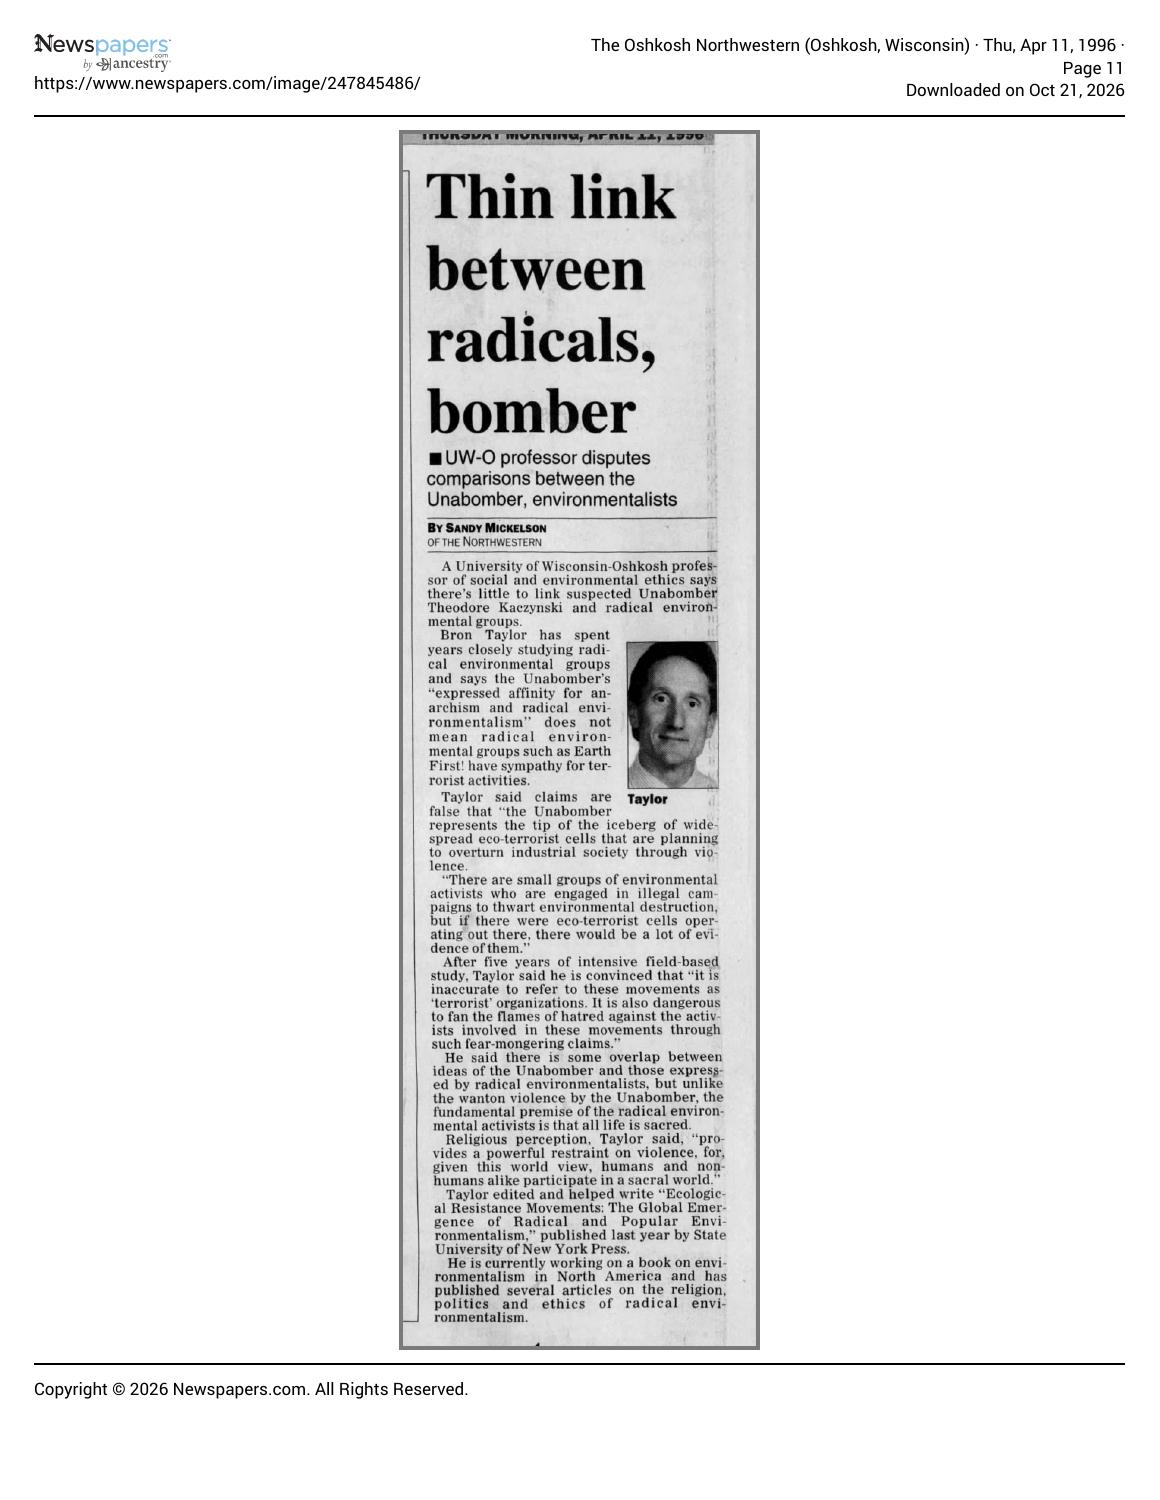 Newspapers
.com
by ancestry
https://www.newspapers.com/image/247845486/
The Oshkosh Northwestern (Oshkosh, Wisconsin) · Thu, Apr 11, 1996 ·
Page 11
Downloaded on Oct 21, 2026
THURSDAY MORNING, APRIL 11, 1996
Thin link
between
radicals,
bomber
■ UW-O professor disputes
comparisons between the
Unabomber, environmentalists
BY SANDY MICKELSON
OF THE NORTHWESTERN
A University of Wisconsin-Oshkosh profes-
sor of social and environmental ethics says
there's little to link suspected Unabomber
Theodore Kaczynski and radical environ-
mental groups.
Bron Taylor has spent
years closely studying radi-
cal environmental groups
and says the Unabomber's
“expressed affinity for an-
archism and radical envi-
ronmentalism” does not
mean radical environ-
mental groups such as Earth
First! have sympathy for ter-
rorist activities.
Taylor
Taylor said claims are
false that “the Unabomber
represents the tip of the iceberg of wide-
spread eco-terrorist cells that are planning
to overturn industrial society through vio-
lence.
“There are small groups of environmental
activists who are engaged in illegal cam-
paigns to thwart environmental destruction,
but if there were eco-terrorist cells oper-
ating out there, there would be a lot of evi-
dence of them.”
After five years of intensive field-based
study, Taylor said he is convinced that “it is
inaccurate to refer to these movements as
‘terrorist’ organizations. It is also dangerous
to fan the flames of hatred against the activ-
ists involved in these movements through
such fear-mongering claims.”
He said there is some overlap between
ideas of the Unabomber and those express-
ed by radical environmentalists, but unlike
the wanton violence by the Unabomber, the
fundamental premise of the radical environ-
mental activists is that all life is sacred.
Religious perception, Taylor said, “pro-
vides a powerful restraint on violence, for,
given this world view, humans and non-
humans alike participate in a sacral world.”
Taylor edited and helped write “Ecologic-
al Resistance Movements: The Global Emer-
gence of Radical and Popular Envi-
ronmentalism,” published last year by State
University of New York Press.
He is currently working on a book on envi-
ronmentalism in North America and has
published several articles on the religion,
politics and ethics of radical envi-
ronmentalism.
Copyright © 2026 Newspapers.com. All Rights Reserved.